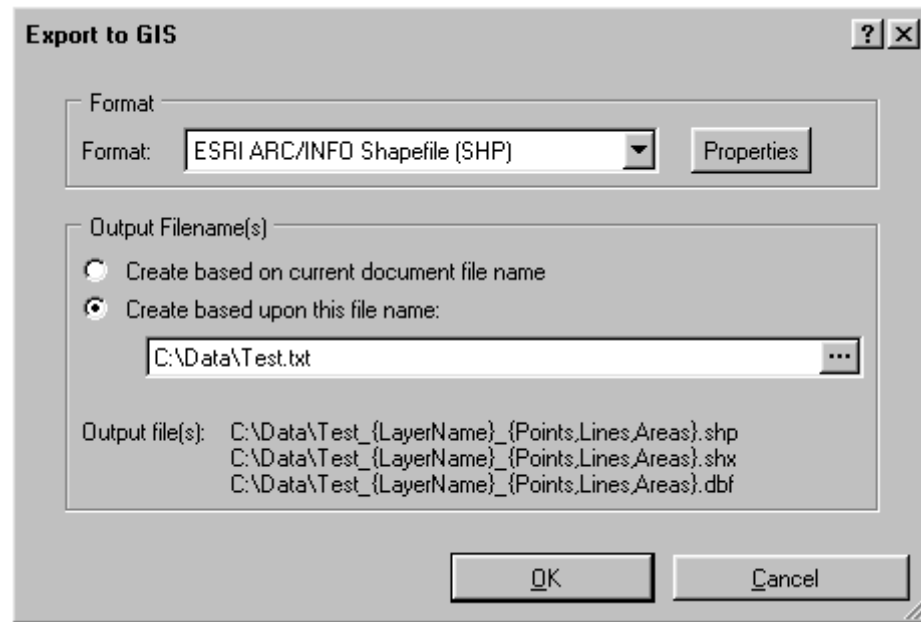 Export to GIS
Format
Format: ESRI ARC/INFO Shapefile (SHP) Properties
Output Filename(s)
Create based on current document file name
Create based upon this file name:
C:\Data\Test.txt ...
Output file(s): C:\Data\Test_{LayerName}_{Points,Lines,Areas}.shp
C:\Data\Test_{LayerName}_{Points,Lines,Areas}.shx
C:\Data\Test_{LayerName}_{Points,Lines,Areas}.dbf
OK Cancel